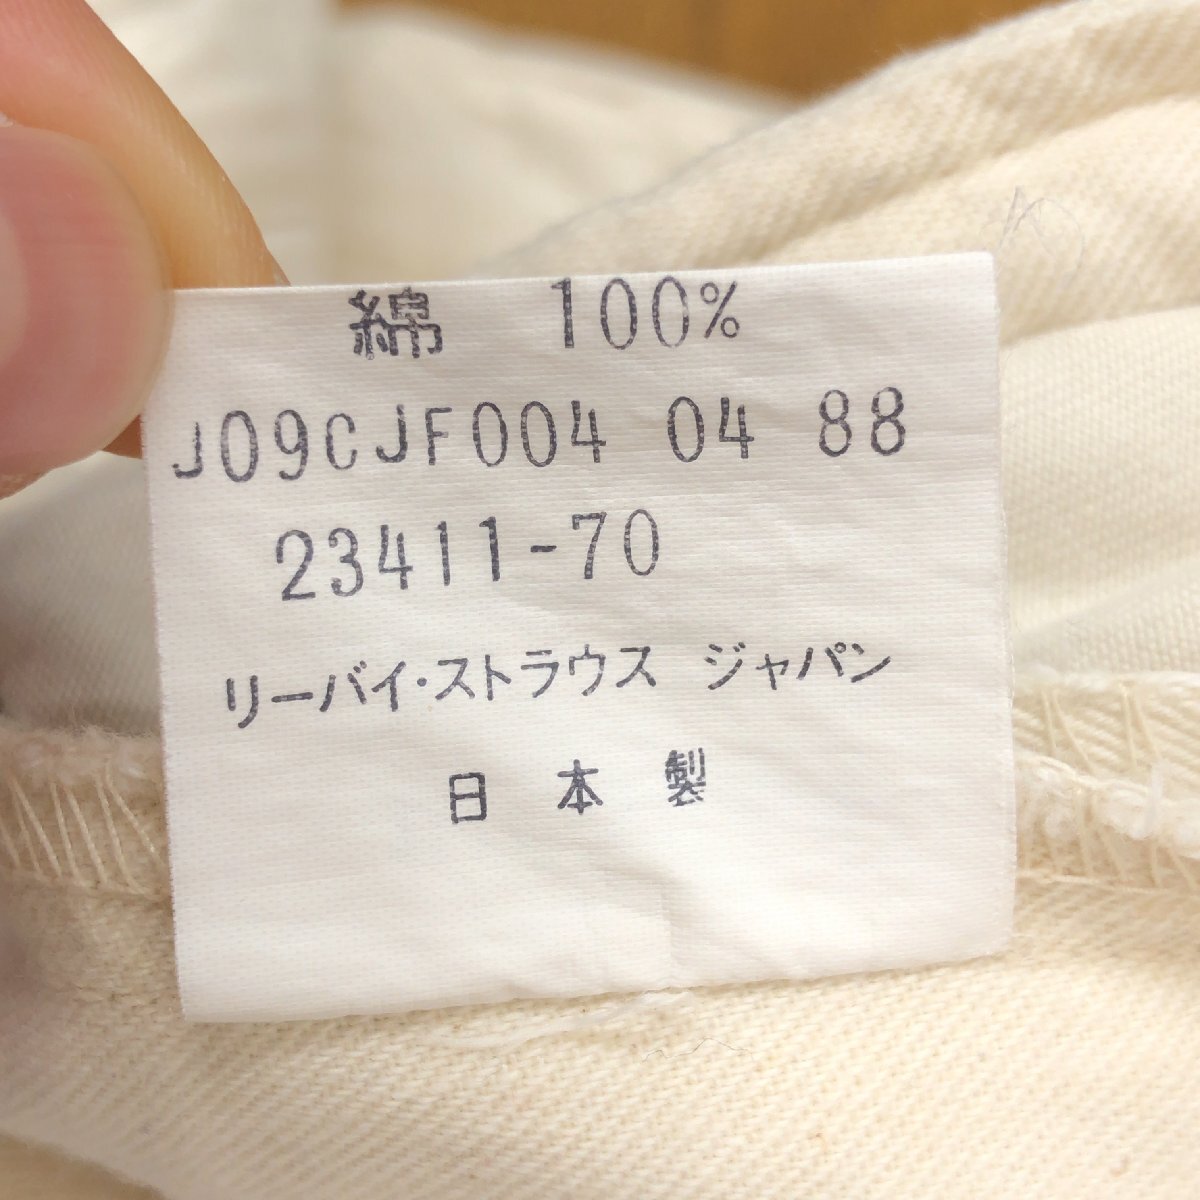 綿 100%
J09CJF004 04 88
23411-70
リーバイ・ストラウス ジャパン
日本製